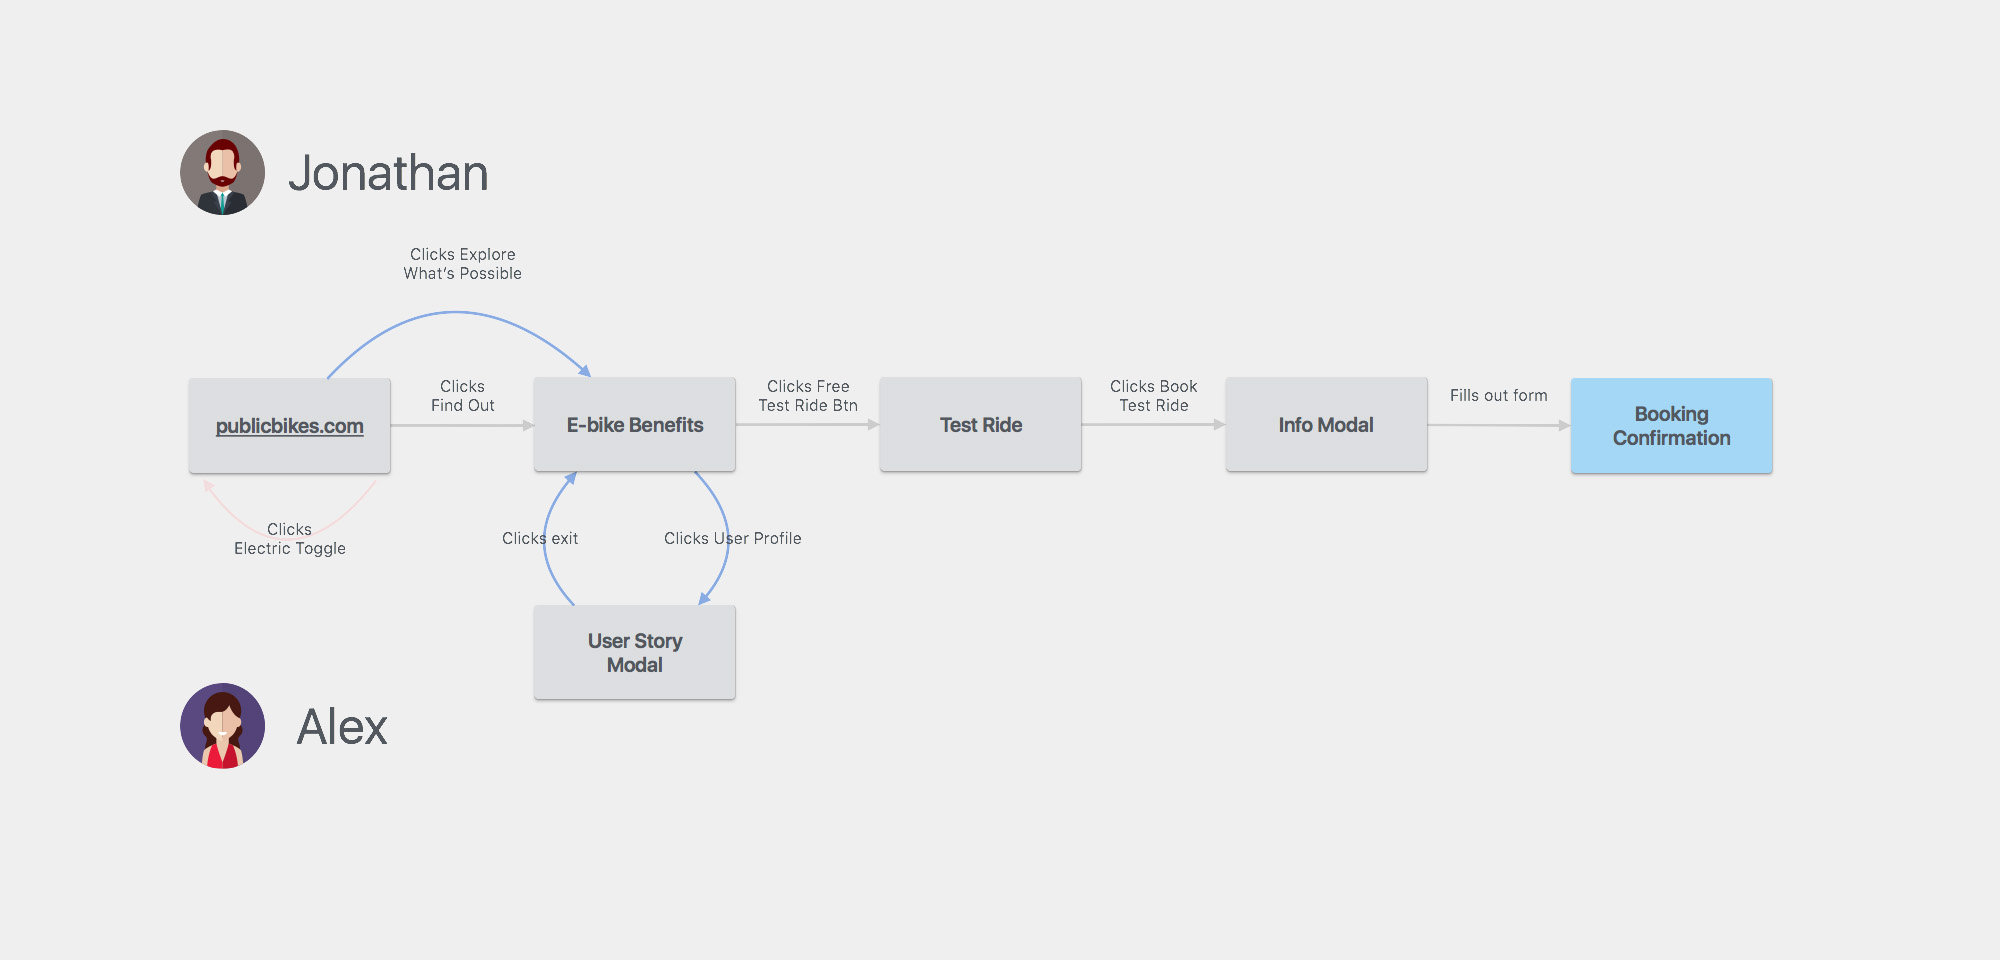 Jonathan
Clicks Explore
What's Possible
publicbikes.com
Clicks
Find Out
E-bike Benefits
Clicks Free
Test Ride Btn
Test Ride
Clicks Book
Test Ride
Info Modal
Fills out form
Booking
Confirmation
Clicks
Electric Toggle
Clicks exit
Clicks User Profile
User Story
Modal
Alex